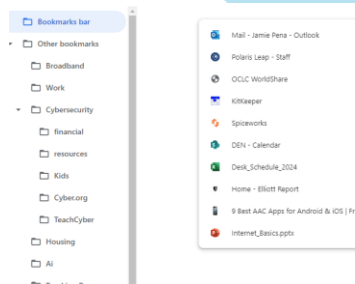 Bookmarks bar
Other bookmarks
Broadband
Work
Cybersecurity
financial
resources
Kids
Cyber.org
TeachCyber
Housing
Ai
Mail - Jamie Pena - Outlook
Polaris Leap - Staff
OCLC WorldShare
KitKeeper
Spiceworks
DEN - Calendar
Desk_Schedule_2024
Home - Elliott Report
9 Best AAC Apps for Android & iOS | Fr
Internet_Basics.pptx